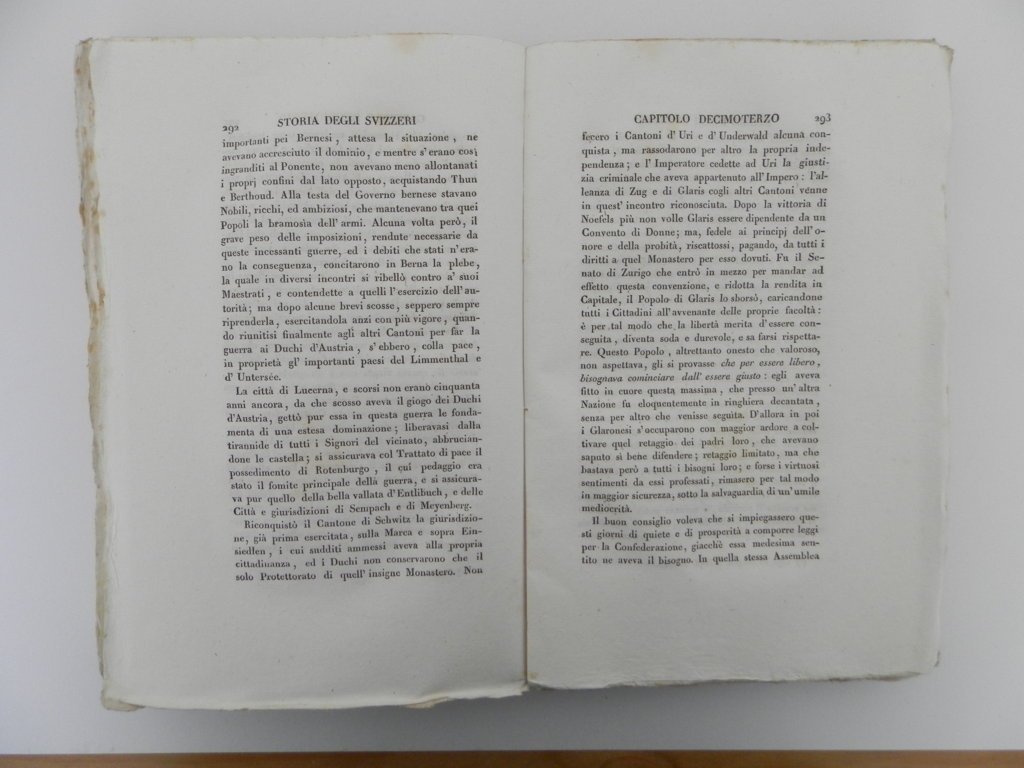 292
STORIA DEGLI SVIZZERI
importanti pei Bernesi, attesa la situazione, ne
avevano accresciuto il dominio, e mentre s'erano così
ingranditi al Ponente, non avevano meno allontanati
i proprj confini dal lato opposto, acquistando Thun
e Berthoud. Alla testa del Governo bernese stavano
Nobili, ricchi, ed ambiziosi, che mantenevano tra quei
Popoli la bramosìa dell'armi. Alcuna volta però, il
grave peso delle imposizioni, rendute necessarie da
queste incessanti guerre, ed i debiti che stati n'era-
no la conseguenza, concitarono in Berna la plebe,
la quale in diversi incontri si ribellò contro a' suoi
Maestrati, e contendette a quelli l'esercizio dell'au-
torità; ma dopo alcune brevi scosse, seppero sempre
riprenderla, esercitandola anzi con più vigore, quan-
do riunitisi finalmente agli altri Cantoni per far la
guerra ai Duchi d'Austria, s'ebbero, colla pace,
in proprietà gl'importanti paesi del Limmenthal e
d'Untersée.
La città di Lucerna, e scorsi non erano cinquanta
anni ancora, da che scosso aveva il giogo dei Duchi
d'Austria, gettò pur essa in questa guerra le fonda-
menta di una estesa dominazione; liberavasi dalla
tirannide di tutti i Signori del vicinato, abbrucian-
done le castella; si assicurava col Trattato di pace il
possedimento di Rotenburgo, il cui pedaggio era
stato il fomite principale della guerra, e si assicura-
va pur quello della bella vallata d'Entlibuch, e delle
Città e giurisdizioni di Sempach e di Meyenberg.
Riconquistò il Cantone di Schwitz la giurisdizio-
ne, già prima esercitata, sulla Marca e sopra Ein-
siedlen, i cui sudditi ammessi aveva alla propria
cittadinanza, ed i Duchi non conservarono che il
solo Protettorato di quell'insigne Monastero. Non
CAPITOLO DECIMOTERZO
293
fecero i Cantoni d'Uri e d'Underwald alcuna con-
quista, ma rassodarono per altro la propria inde-
pendenza; e l'Imperatore cedette ad Uri la giusti-
zia criminale che aveva appartenuto all'Impero: l'al-
leanza di Zug e di Glaris cogli altri Cantoni venne
in quest'incontro riconosciuta. Dopo la vittoria di
Noefels più non volle Glaris essere dipendente da un
Convento di Donne; ma, fedele ai principj dell'o-
nore e della probità, riscattossi, pagando, da tutti i
diritti a quel Monastero per esso dovuti. Fu il Se-
nato di Zurigo che entrò in mezzo per mandar ad
effetto questa convenzione, e ridotta la rendita in
Capitale, il Popolo di Glaris lo sborsò, caricandone
tutti i Cittadini all'avvenante delle proprie facoltà:
è per tal modo che la libertà merita d'essere con-
seguita, diventa soda e durevole, e sa farsi rispetta-
re. Questo Popolo, altrettanto onesto che valoroso,
non aspettava, gli si provasse che per essere libero,
bisognava cominciare dall'essere giusto: egli aveva
fitto in cuore questa massima, che presso un'altra
Nazione fu eloquentemente in ringhiera decantata,
senza per altro che venisse seguita. D'allora in poi
i Glaronesi s'occuparono con maggior ardore a col-
tivare quel retaggio dei padri loro, che avevano
saputo sì bene difendere; retaggio limitato, ma che
bastava però a tutti i bisogni loro; e forse i virtuosi
sentimenti da essi professati, rimasero per tal modo
in maggior sicurezza, sotto la salvaguardia di un'umile
mediocrità.
Il buon consiglio voleva che si impiegassero que-
sti giorni di quiete e di prosperità a comporre leggi
per la Confederazione, giacchè essa medesima sen-
tito ne aveva il bisogno. In quella stessa Assemblea